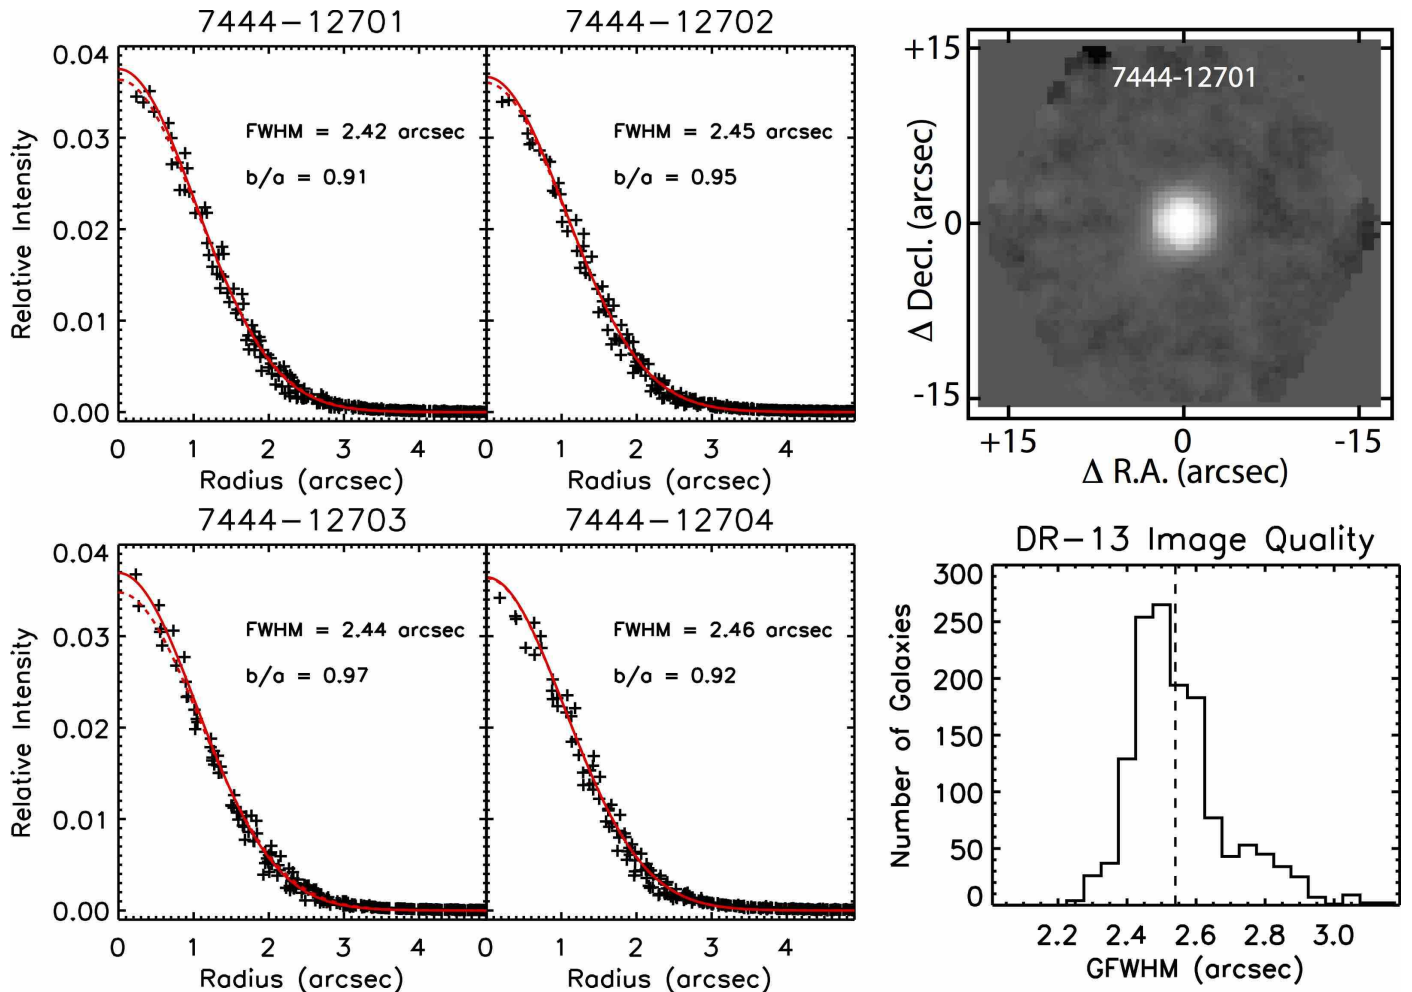 7444-12701
0.04
0.03
0.02
0.01
0.00
Relative Intensity
FWHM = 2.42 arcsec
b/a = 0.91
0 1 2 3 4
Radius (arcsec)
7444-12702
FWHM = 2.45 arcsec
b/a = 0.95
0 1 2 3 4
Radius (arcsec)
+15
0
-15
Δ Decl. (arcsec)
7444-12701
+15 0 -15
Δ R.A. (arcsec)
7444-12703
0.04
0.03
0.02
0.01
0.00
Relative Intensity
FWHM = 2.44 arcsec
b/a = 0.97
0 1 2 3 4
Radius (arcsec)
7444-12704
FWHM = 2.46 arcsec
b/a = 0.92
0 1 2 3 4
Radius (arcsec)
DR-13 Image Quality
300
250
200
150
100
50
0
Number of Galaxies
2.2 2.4 2.6 2.8 3.0
GFWHM (arcsec)